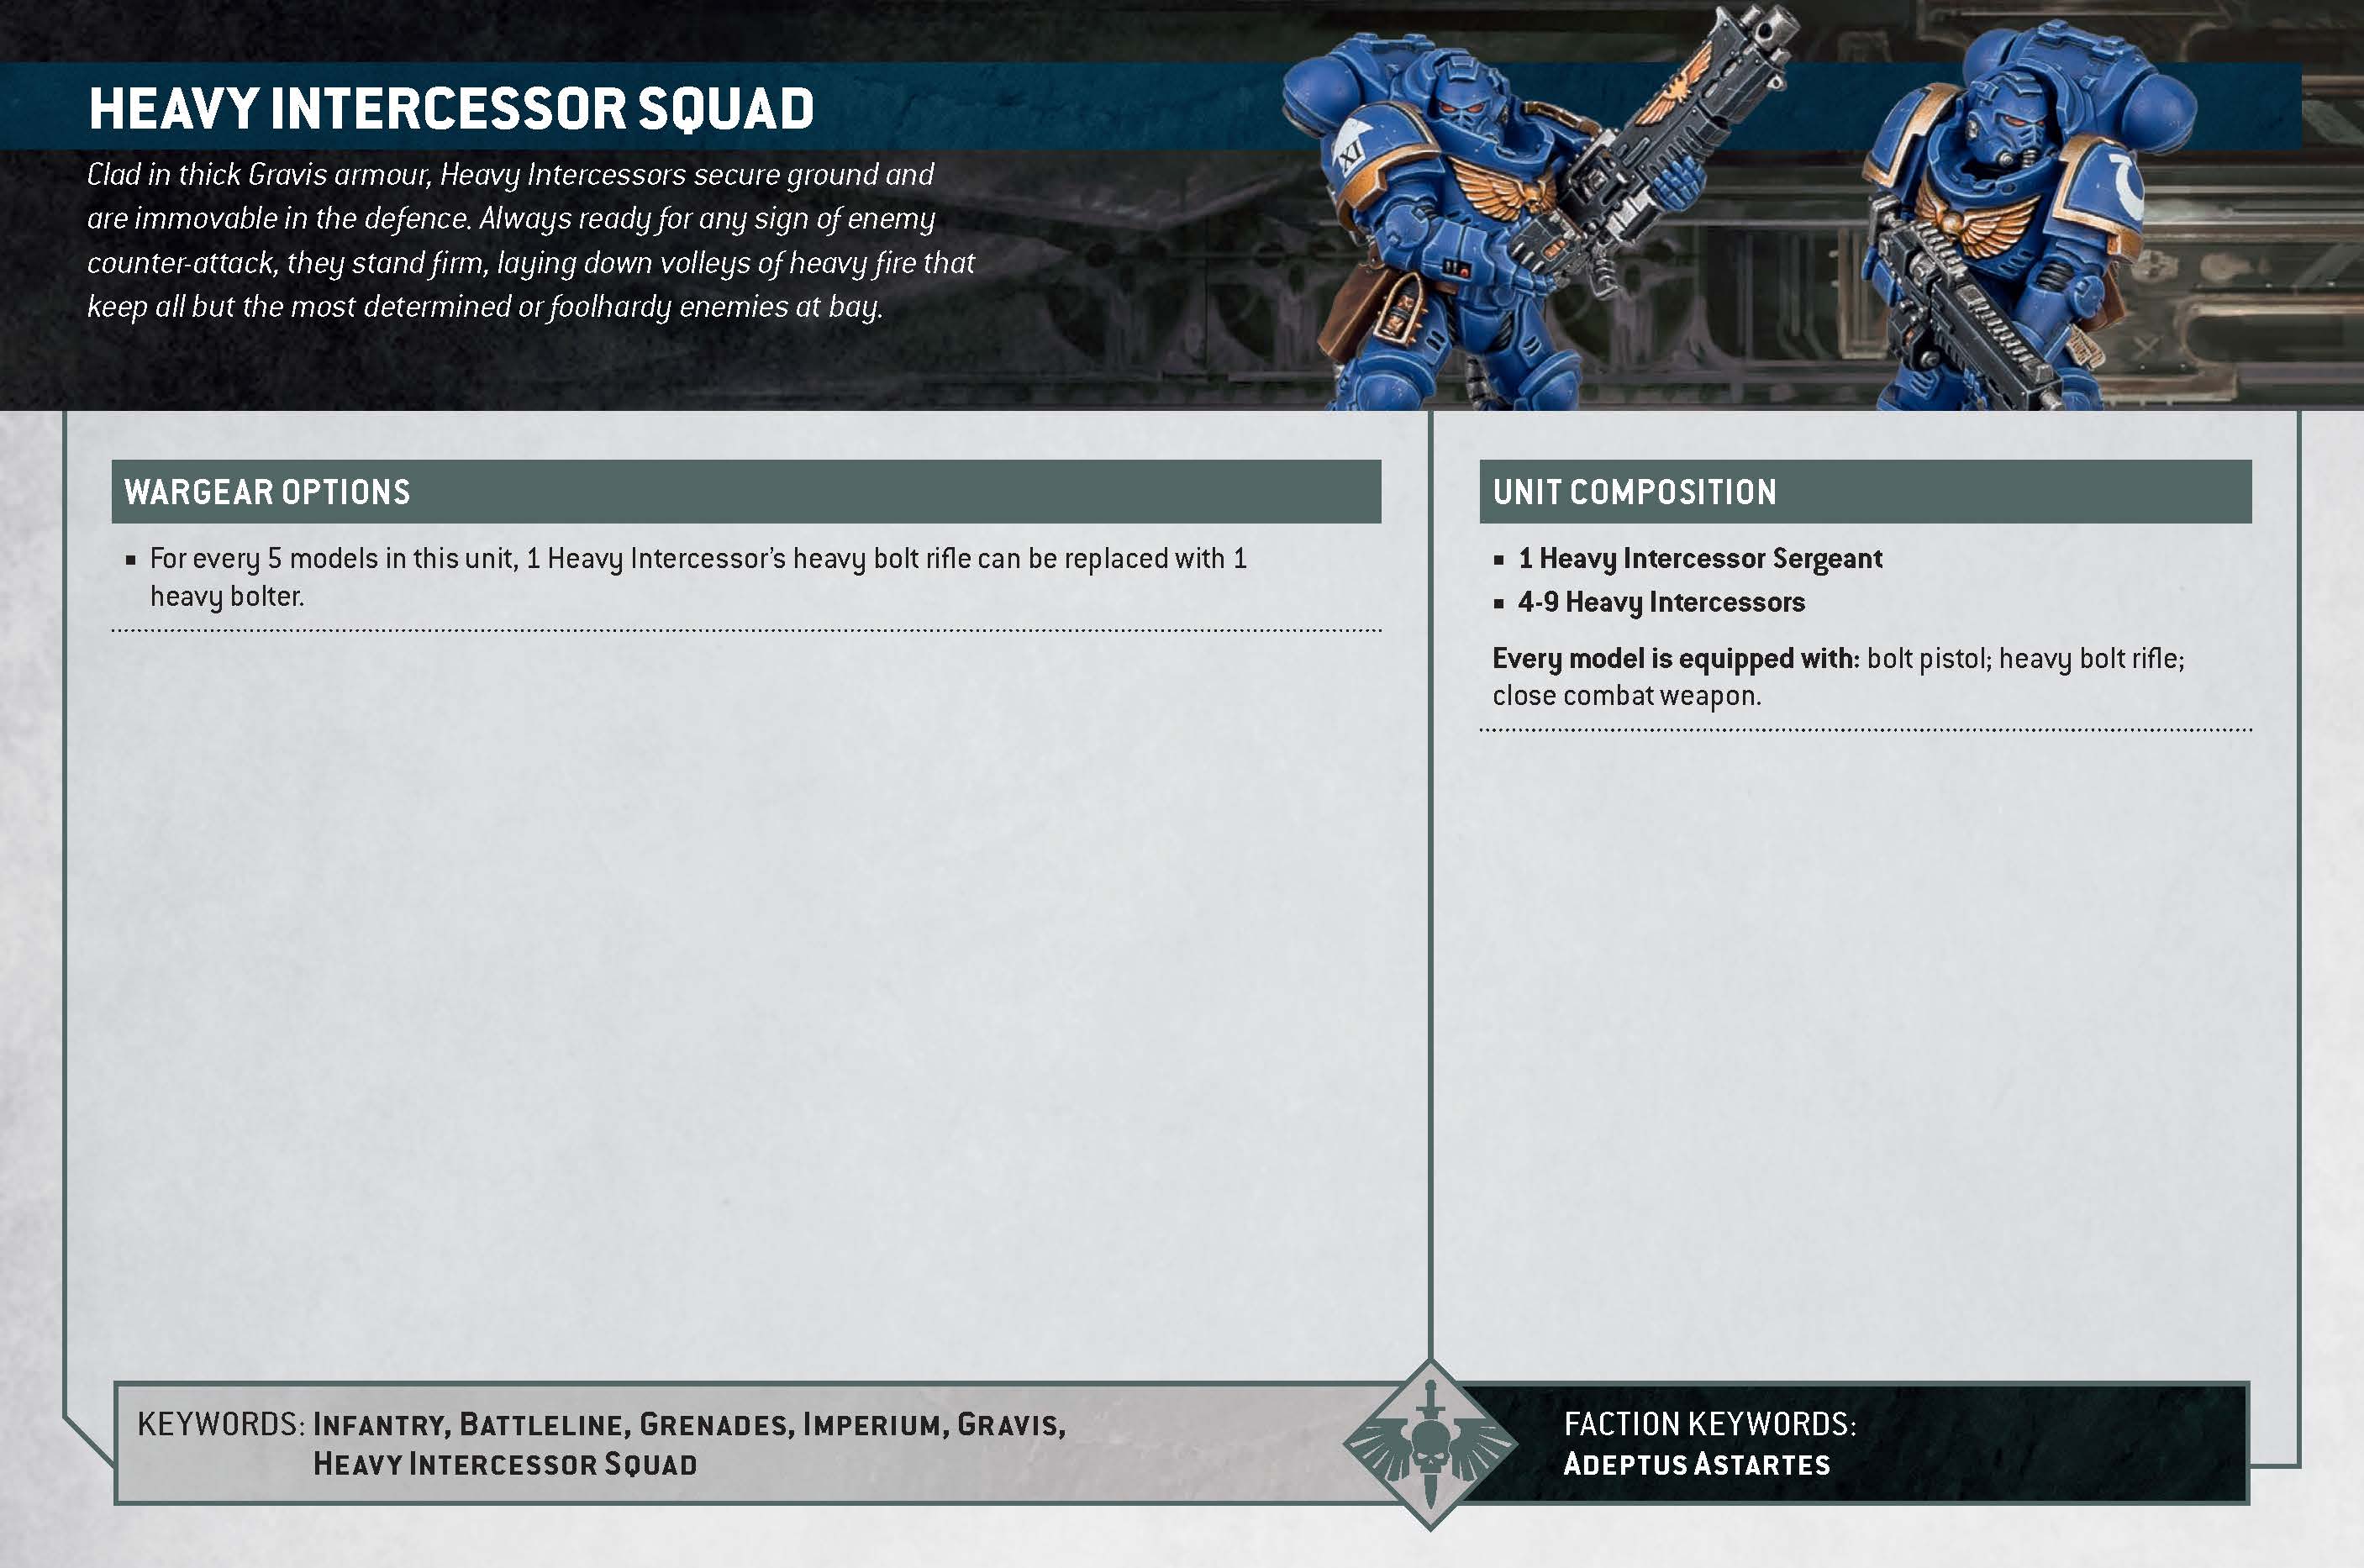 HEAVY INTERCESSOR SQUAD
Clad in thick Gravis armour, Heavy Intercessors secure ground and
are immovable in the defence. Always ready for any sign of enemy
counter-attack, they stand firm, laying down volleys of heavy fire that
keep all but the most determined or foolhardy enemies at bay.
XI
WARGEAR OPTIONS
▪ For every 5 models in this unit, 1 Heavy Intercessor’s heavy bolt rifle can be replaced with 1
heavy bolter.
UNIT COMPOSITION
▪ 1 Heavy Intercessor Sergeant
▪ 4-9 Heavy Intercessors
Every model is equipped with: bolt pistol; heavy bolt rifle;
close combat weapon.
KEYWORDS: INFANTRY, BATTLELINE, GRENADES, IMPERIUM, GRAVIS,
HEAVY INTERCESSOR SQUAD
FACTION KEYWORDS:
ADEPTUS ASTARTES